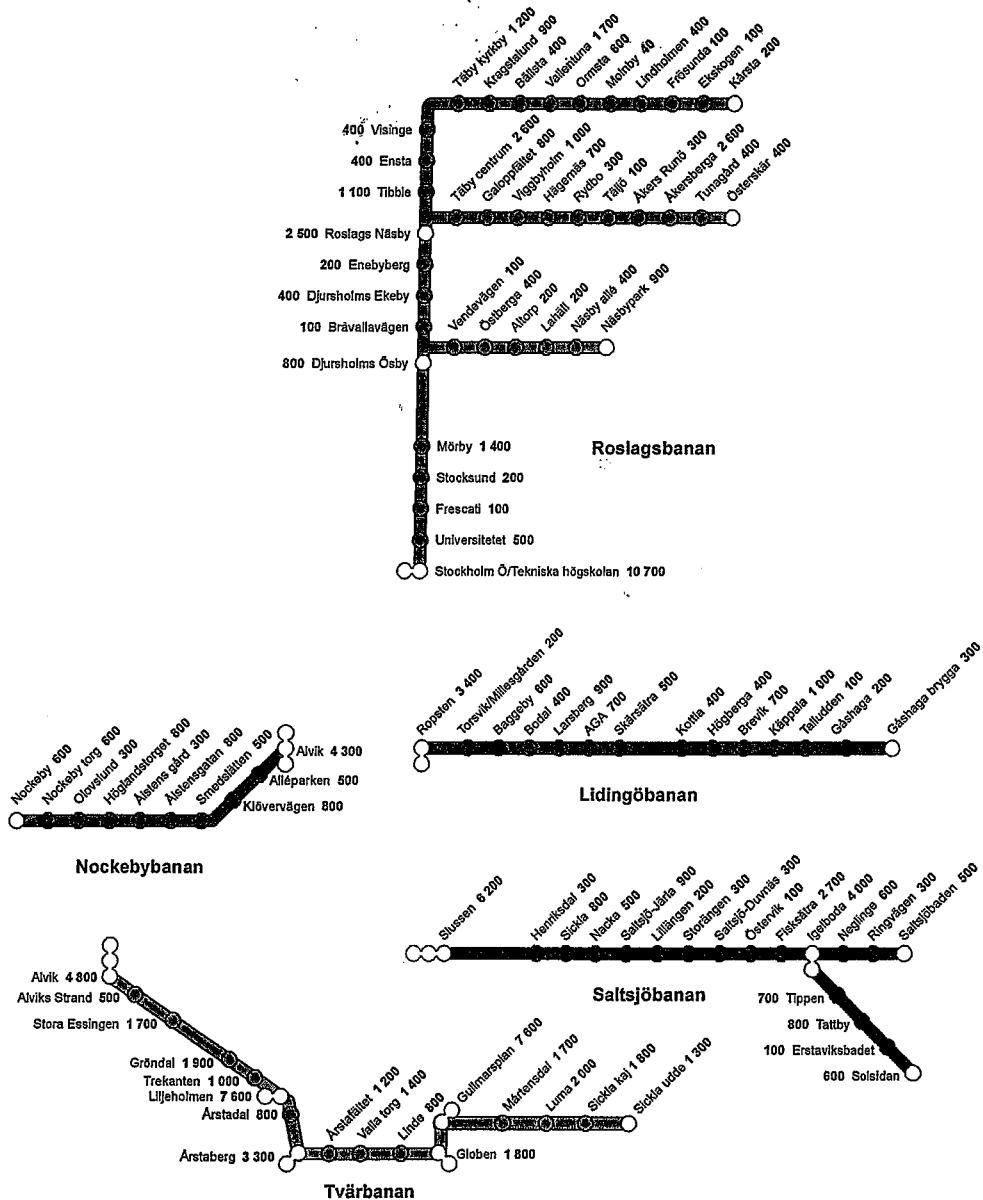 Täby kyrkby 1 200
Kragstalund 900
Bällsta 400
Vallentuna 1 700
Ormsta 600
Molnby 40
Lindholmen 400
Frösunda 100
Ekskogen 100
Kårsta 200
400 Visinge
400 Ensta
1 100 Tibble
Täby centrum 2 600
Galoppfältet 800
Viggbyholm 1 000
Hägernäs 700
Rydbo 300
Täljö 100
Åkers Runö 300
Åkersberga 2 600
Tunagård 400
Österskär 400
2 500 Roslags Näsby
200 Enebyberg
400 Djursholms Ekeby
100 Bråvallavägen
Vendevägen 100
Östberga 400
Altorp 200
Lahäll 200
Näsby allé 400
Näsbypark 900
800 Djursholms Ösby
Mörby 1 400
Roslagsbanan
Stocksund 200
Frescati 100
Universitetet 500
Stockholm Ö/Tekniska högskolan 10 700
Ropsten 3 400
Torsvik/Millesgården 200
Baggeby 600
Bodal 400
Larsberg 900
AGA 700
Skärsätra 500
Kottla 400
Högberga 400
Brevik 700
Käppala 1 000
Talludden 100
Gåshaga 200
Gåshaga brygga 300
Lidingöbanan
Nockeby 600
Nockeby torg 600
Olovslund 300
Höglandstorget 800
Ålstens gård 300
Ålstensgatan 800
Smedslätten 500
Alvik 4 300
Alléparken 500
Klövervägen 800
Nockebybanan
Slussen 6 200
Henriksdal 300
Sickla 800
Nacka 500
Saltsjö-Järla 900
Lillängen 200
Storängen 300
Saltsjö-Duvnäs 300
Östervik 100
Fisksätra 2 700
Igelboda 4 000
Neglinge 600
Ringvägen 300
Saltsjöbaden 500
Saltsjöbanan
700 Tippen
800 Tattby
100 Erstaviksbadet
600 Solsidan
Alvik 4 800
Alviks Strand 500
Stora Essingen 1 700
Gröndal 1 900
Trekanten 1 000
Liljeholmen 7 600
Årstadal 800
Årstaberg 3 300
Årstafältet 1 200
Valla torg 1 400
Linde 800
Gullmarsplan 7 600
Mårtensdal 1 700
Luma 2 000
Sickla kaj 1 600
Sickla udde 1 300
Globen 1 800
Tvärbanan